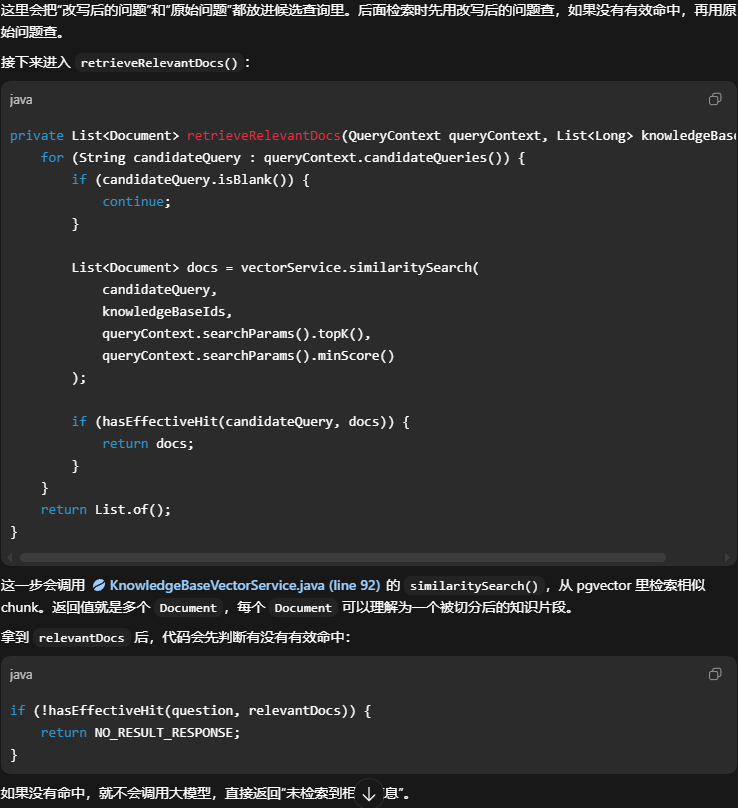 这里会把“改写后的问题”和“原始问题”都放进候选查询里。后面检索时先用改写后的问题查，如果没有有效命中，再用原
始问题查。
接下来进入 retrieveRelevantDocs()：
java
private List<Document> retrieveRelevantDocs(QueryContext queryContext, List<Long> knowledgeBase
    for (String candidateQuery : queryContext.candidateQueries()) {
        if (candidateQuery.isBlank()) {
            continue;
        }
        List<Document> docs = vectorService.similaritySearch(
            candidateQuery,
            knowledgeBaseIds,
            queryContext.searchParams().topK(),
            queryContext.searchParams().minScore()
        );
        if (hasEffectiveHit(candidateQuery, docs)) {
            return docs;
        }
    }
    return List.of();
}
这一步会调用 KnowledgeBaseVectorService.java (line 92) 的 similaritySearch()，从 pgvector 里检索相似
chunk。返回值就是多个 Document，每个 Document 可以理解为一个被切分后的知识片段。
拿到 relevantDocs 后，代码会先判断有没有有效命中：
java
if (!hasEffectiveHit(question, relevantDocs)) {
    return NO_RESULT_RESPONSE;
}
如果没有命中，就不会调用大模型，直接返回“未检索到相 息”。